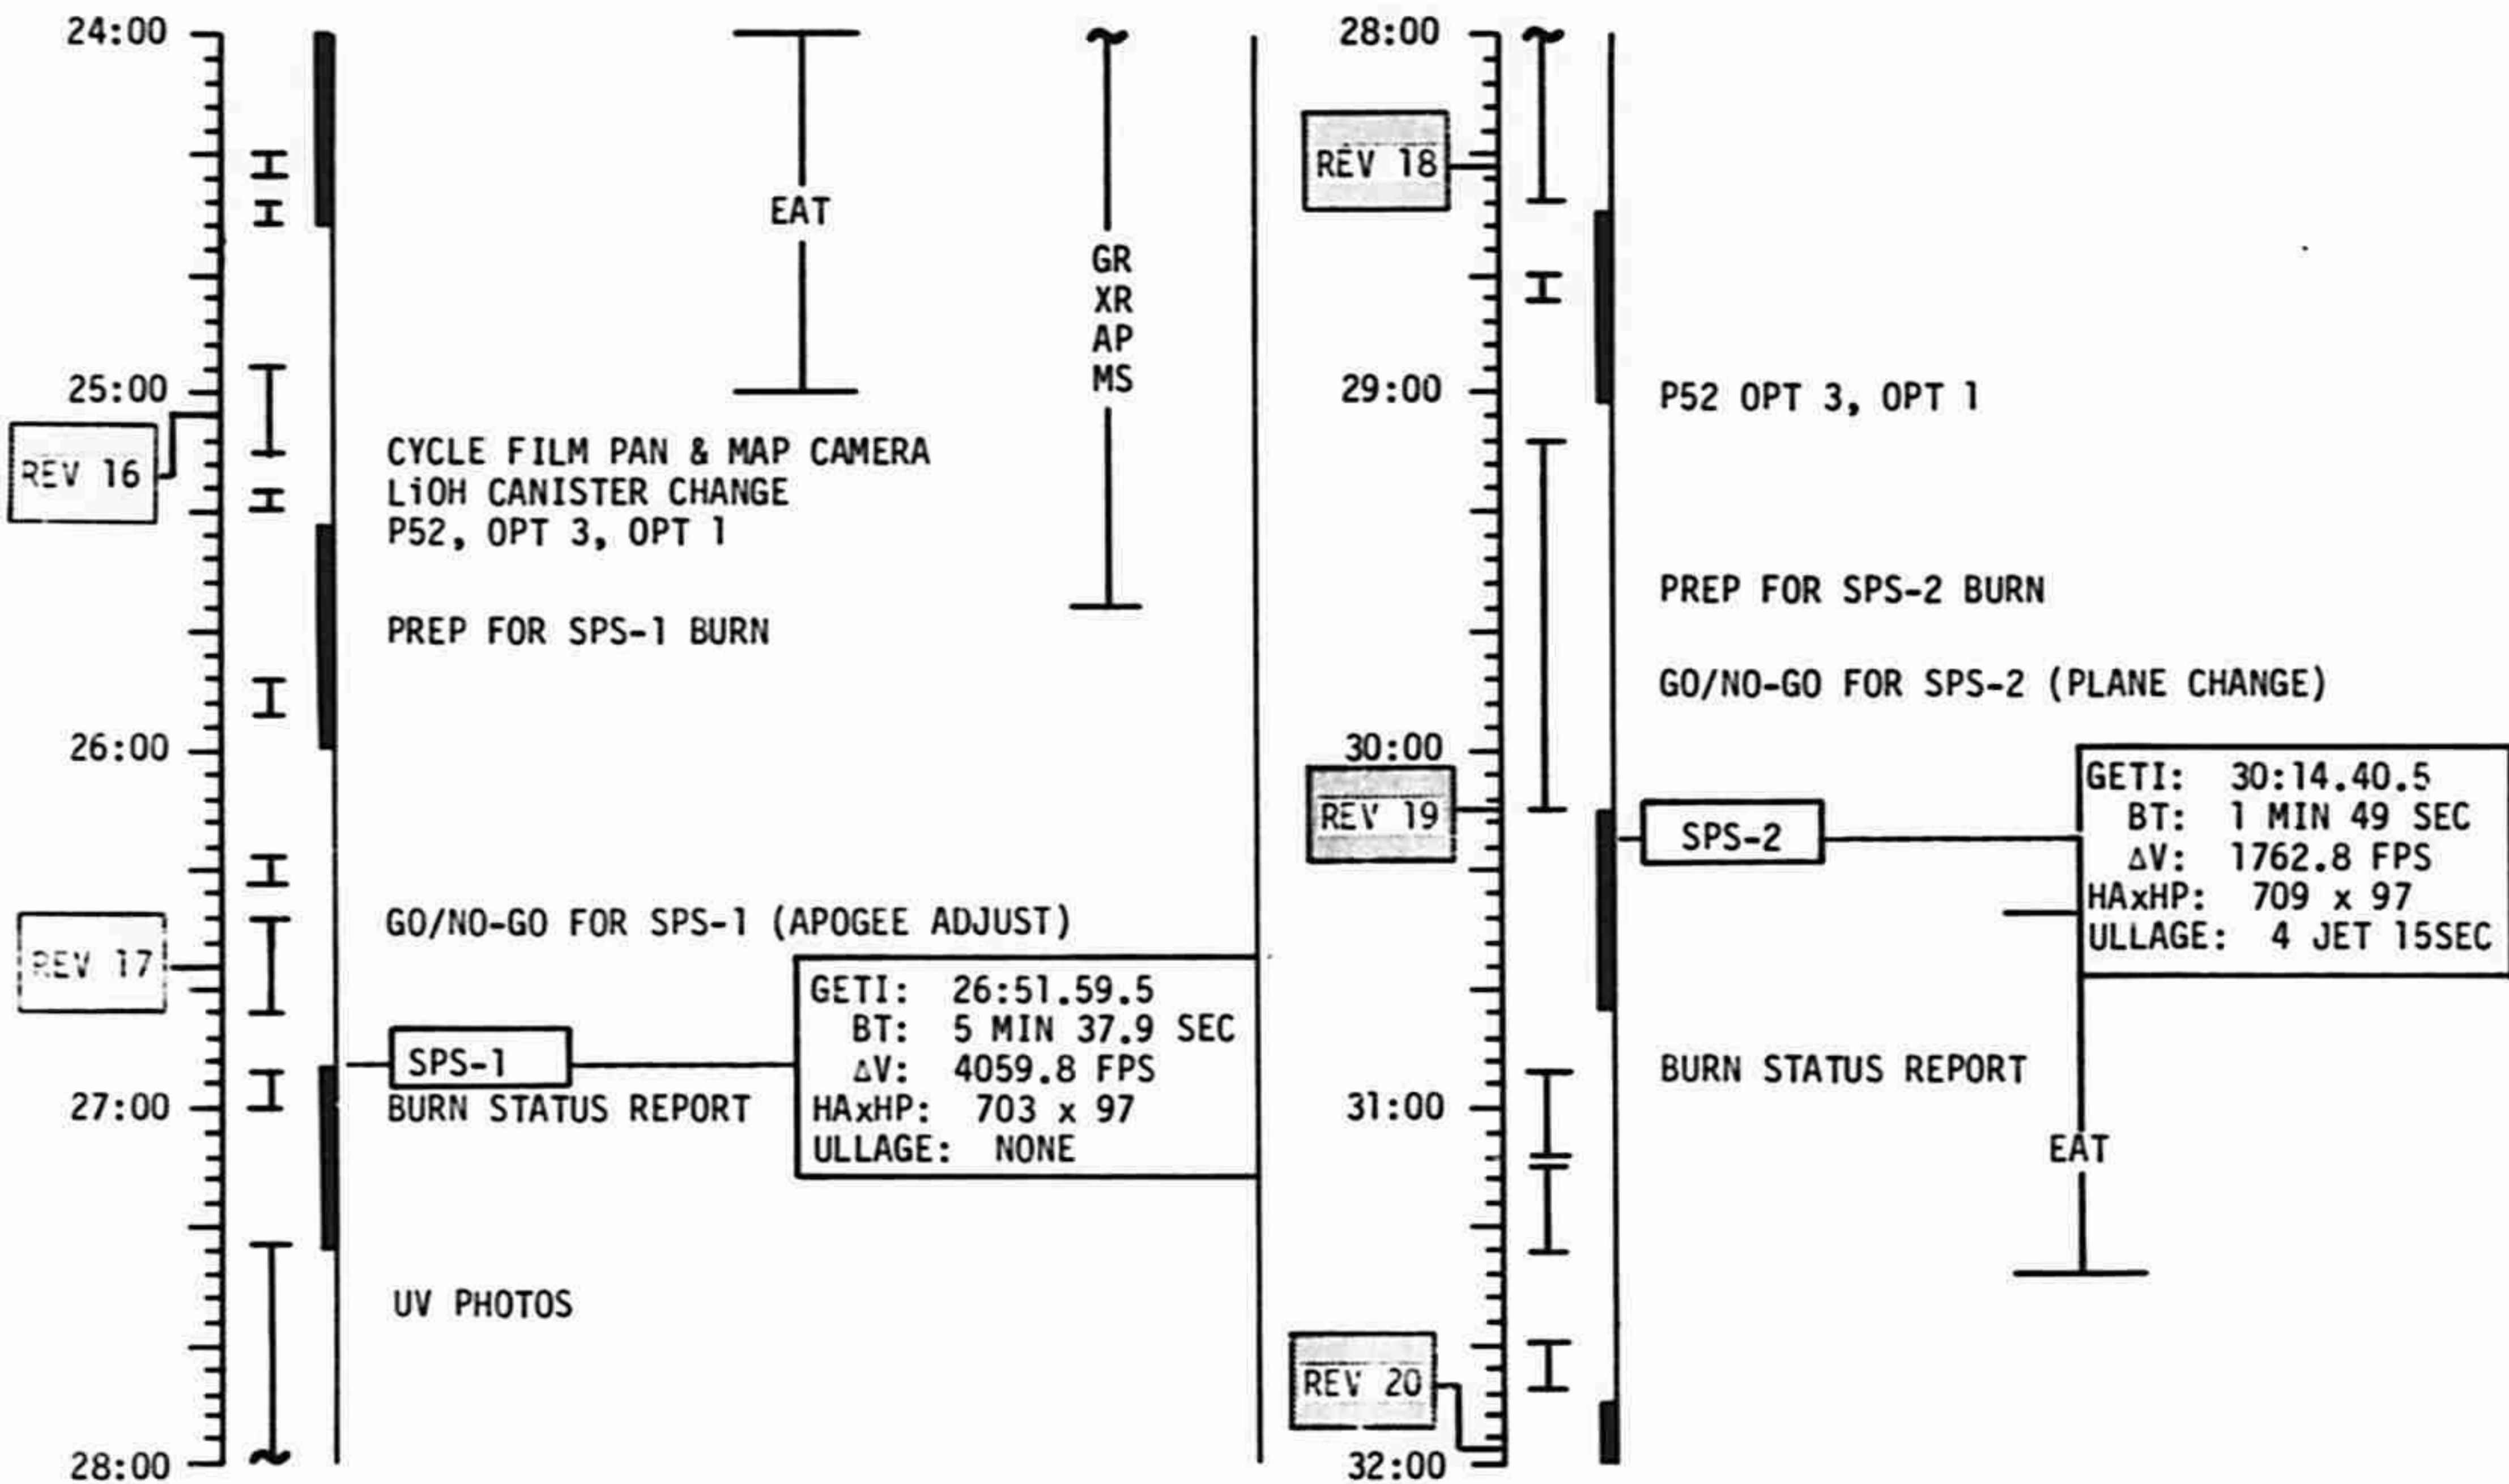 24:00
EAT
GR
XR
AP
MS
25:00
REV 16
CYCLE FILM PAN & MAP CAMERA
LiOH CANISTER CHANGE
P52, OPT 3, OPT 1
PREP FOR SPS-1 BURN
26:00
GO/NO-GO FOR SPS-1 (APOGEE ADJUST)
REV 17
GETI: 26:51.59.5
BT: 5 MIN 37.9 SEC
ΔV: 4059.8 FPS
HAxHP: 703 x 97
ULLAGE: NONE
SPS-1
27:00
BURN STATUS REPORT
UV PHOTOS
28:00
28:00
REV 18
29:00
P52 OPT 3, OPT 1
PREP FOR SPS-2 BURN
GO/NO-GO FOR SPS-2 (PLANE CHANGE)
30:00
REV 19
SPS-2
GETI: 30:14.40.5
BT: 1 MIN 49 SEC
ΔV: 1762.8 FPS
HAxHP: 709 x 97
ULLAGE: 4 JET 15SEC
BURN STATUS REPORT
31:00
EAT
REV 20
32:00